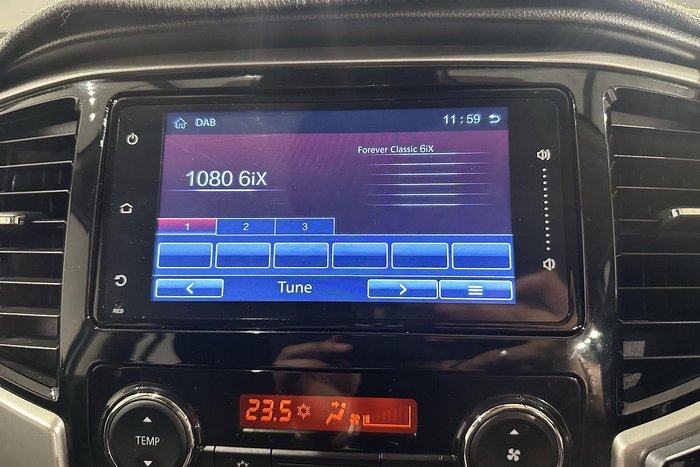 DAB
11:59
Forever Classic 6iX
1080 6iX
1 2 3
Tune
RES
23.5
TEMP